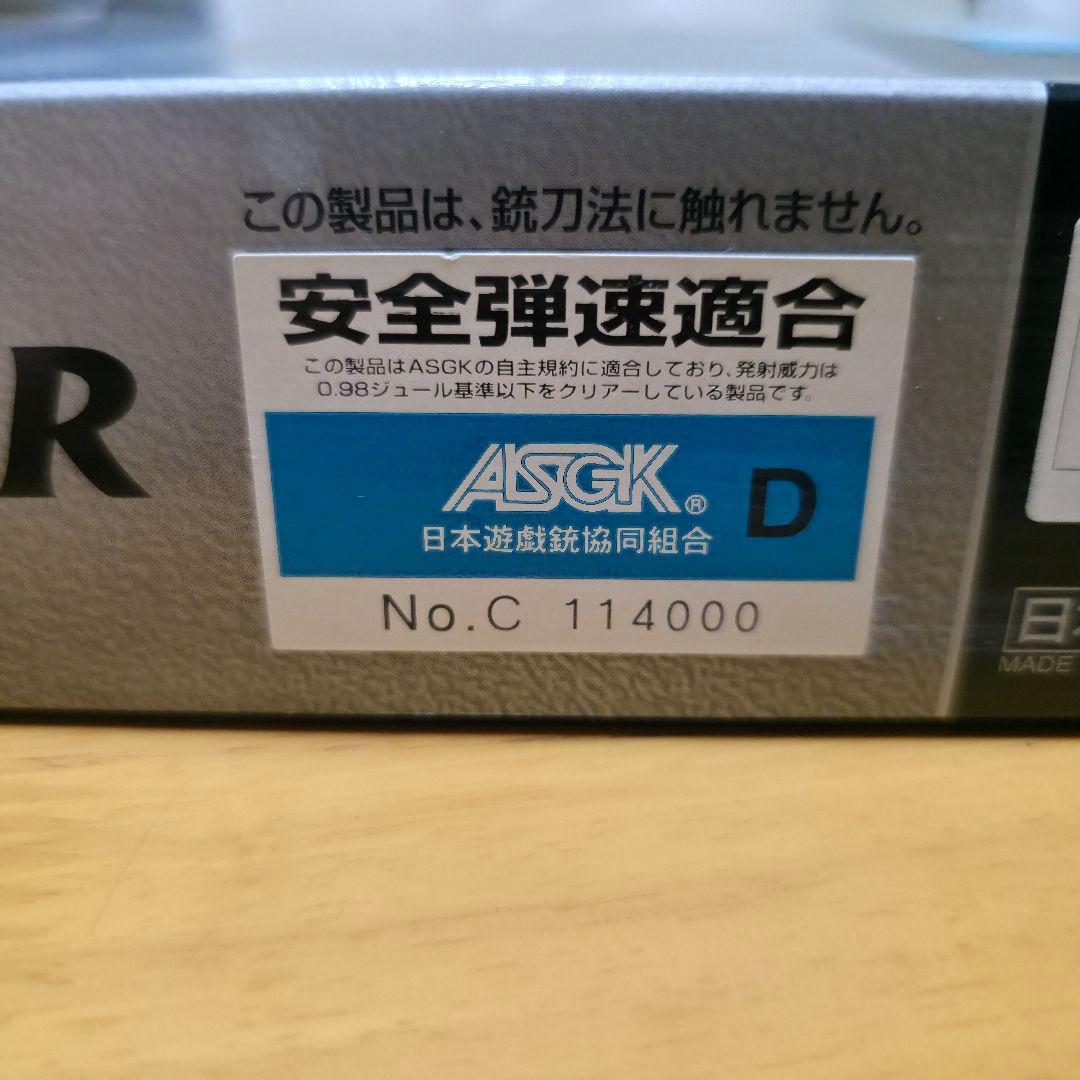 この製品は、銃刀法に触れません。
安全弾速適合
この製品はASGKの自主規約に適合しており、発射威力は
0.98ジュール基準以下をクリアーしている製品です。
R
ASGK® D
日本遊戯銃協同組合
No.C 114000
日
MADE